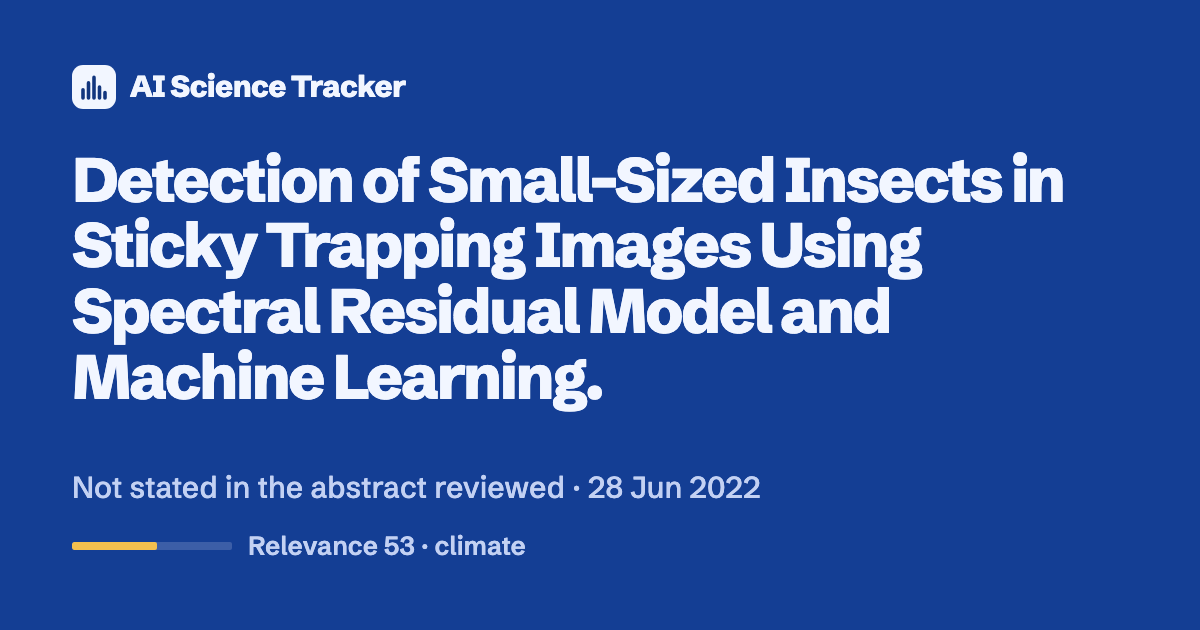 AI Science Tracker
Detection of Small-Sized Insects in
Sticky Trapping Images Using
Spectral Residual Model and
Machine Learning.
Not stated in the abstract reviewed · 28 Jun 2022
Relevance 53 · climate